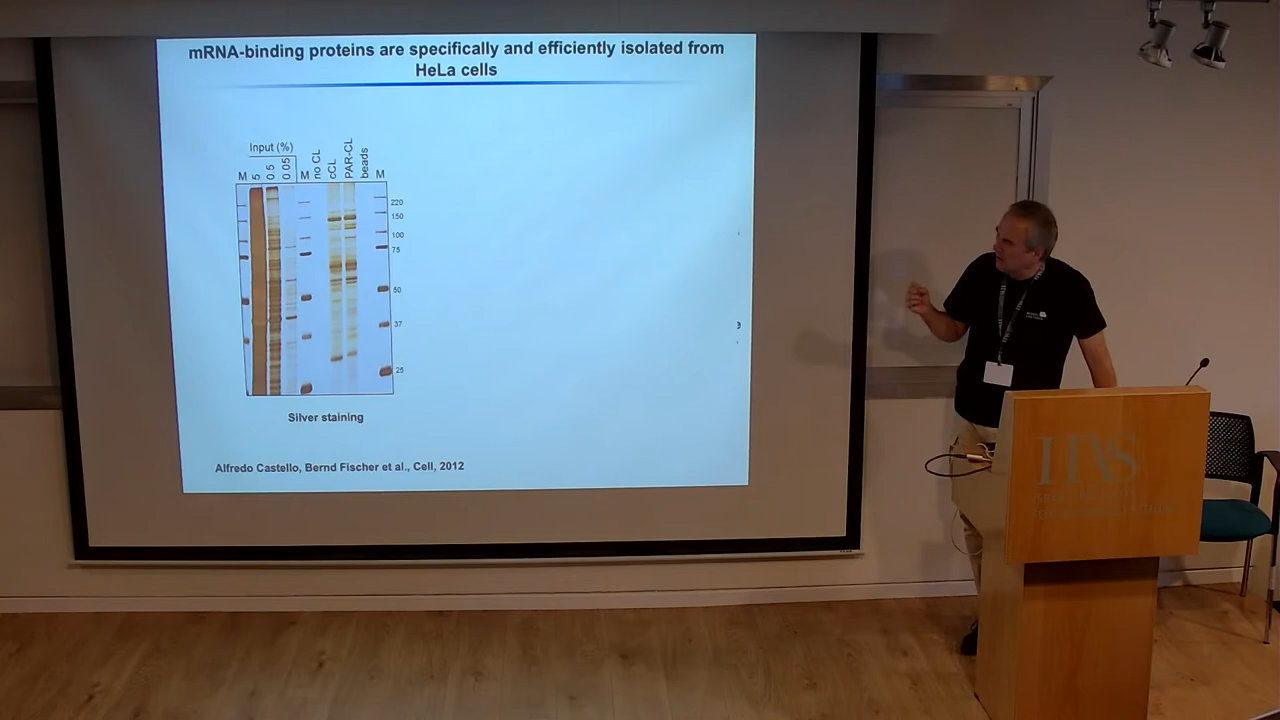 mRNA-binding proteins are specifically and efficiently isolated from
HeLa cells
Input (%)
M 5 0.5 0.05 M no CL cCL PAR-CL beads M
220
150
100
75
50
37
25
Silver staining
Alfredo Castello, Bernd Fischer et al., Cell, 2012
IIAS